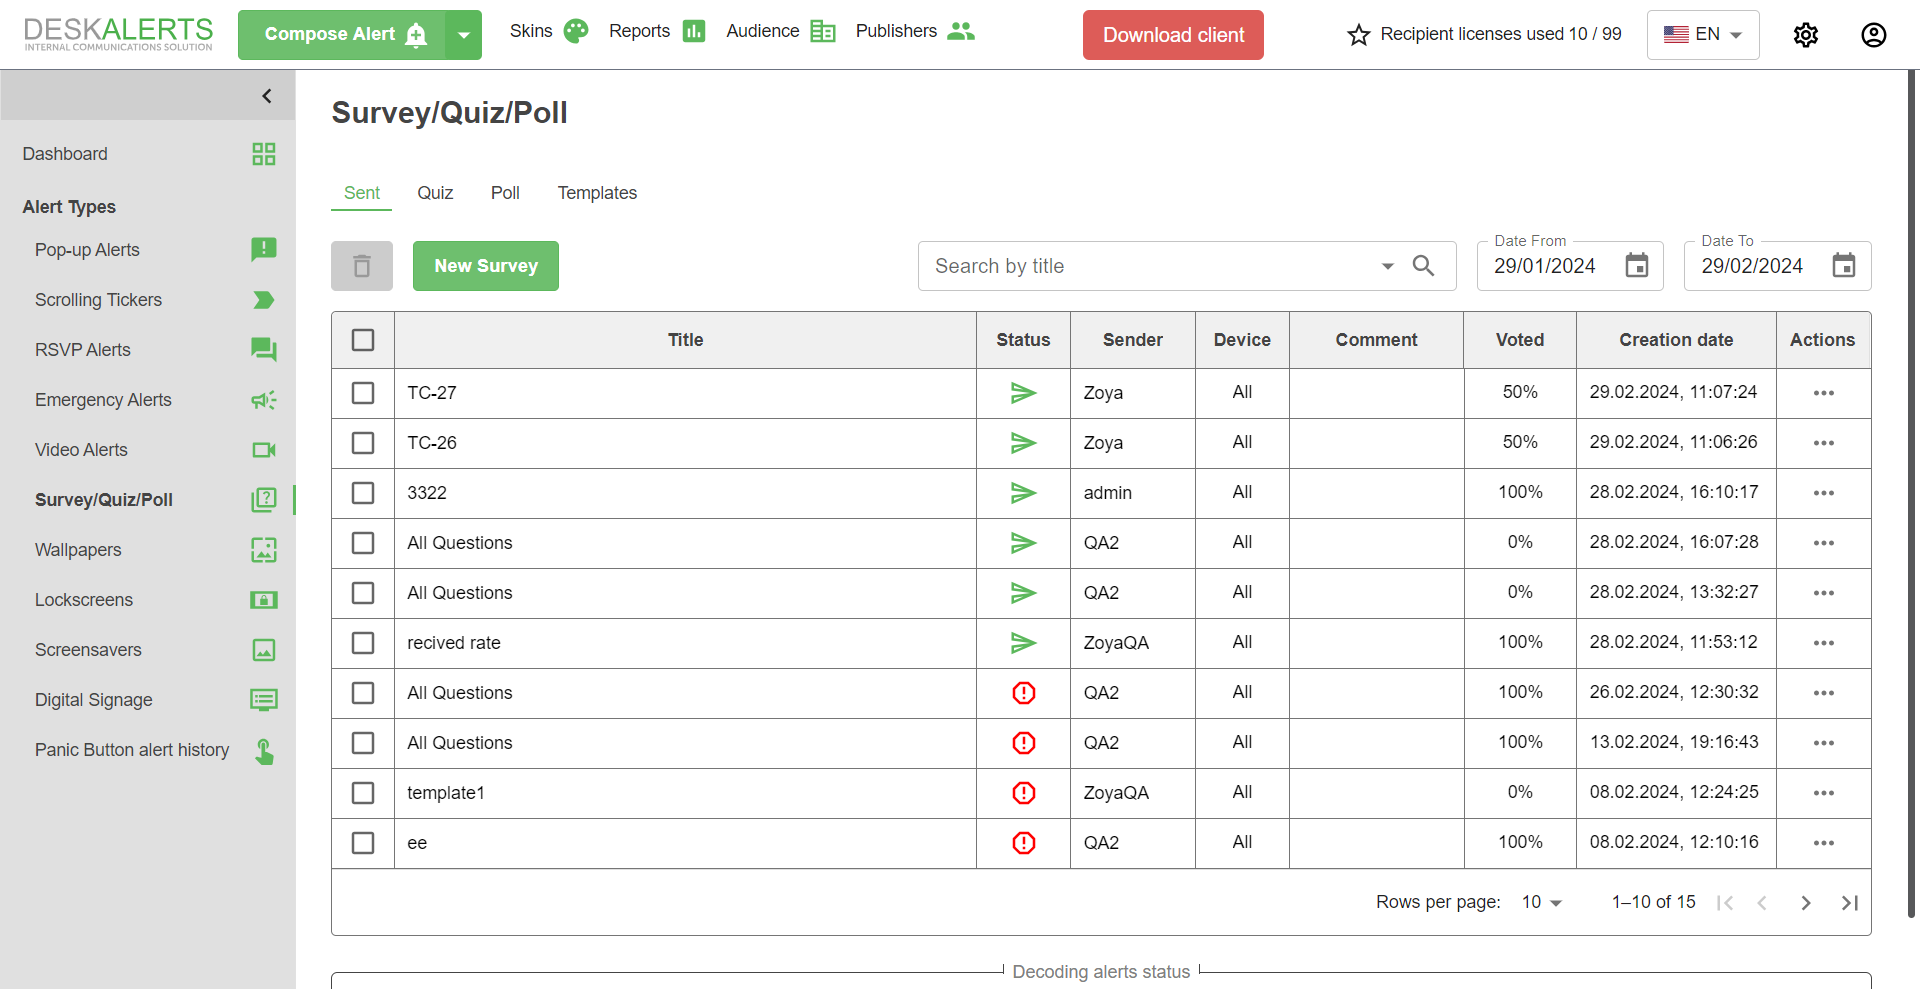 DESKALERTS
INTERNAL COMMUNICATIONS SOLUTION
Compose Alert
Skins
Reports
Audience
Publishers
Download client
Recipient licenses used 10 / 99
EN
Dashboard
Alert Types
Pop-up Alerts
Scrolling Tickers
RSVP Alerts
Emergency Alerts
Video Alerts
Survey/Quiz/Poll
Wallpapers
Lockscreens
Screensavers
Digital Signage
Panic Button alert history
Survey/Quiz/Poll
Sent Quiz Poll Templates
New Survey
Search by title
Date From
29/01/2024
Date To
29/02/2024
Title Status Sender Device Comment Voted Creation date Actions
TC-27 Zoya All 50% 29.02.2024, 11:07:24
TC-26 Zoya All 50% 29.02.2024, 11:06:26
3322 admin All 100% 28.02.2024, 16:10:17
All Questions QA2 All 0% 28.02.2024, 16:07:28
All Questions QA2 All 0% 28.02.2024, 13:32:27
recived rate ZoyaQA All 100% 28.02.2024, 11:53:12
All Questions QA2 All 100% 26.02.2024, 12:30:32
All Questions QA2 All 100% 13.02.2024, 19:16:43
template1 ZoyaQA All 0% 08.02.2024, 12:24:25
ee QA2 All 100% 08.02.2024, 12:10:16
Rows per page: 10 1–10 of 15
Decoding alerts status